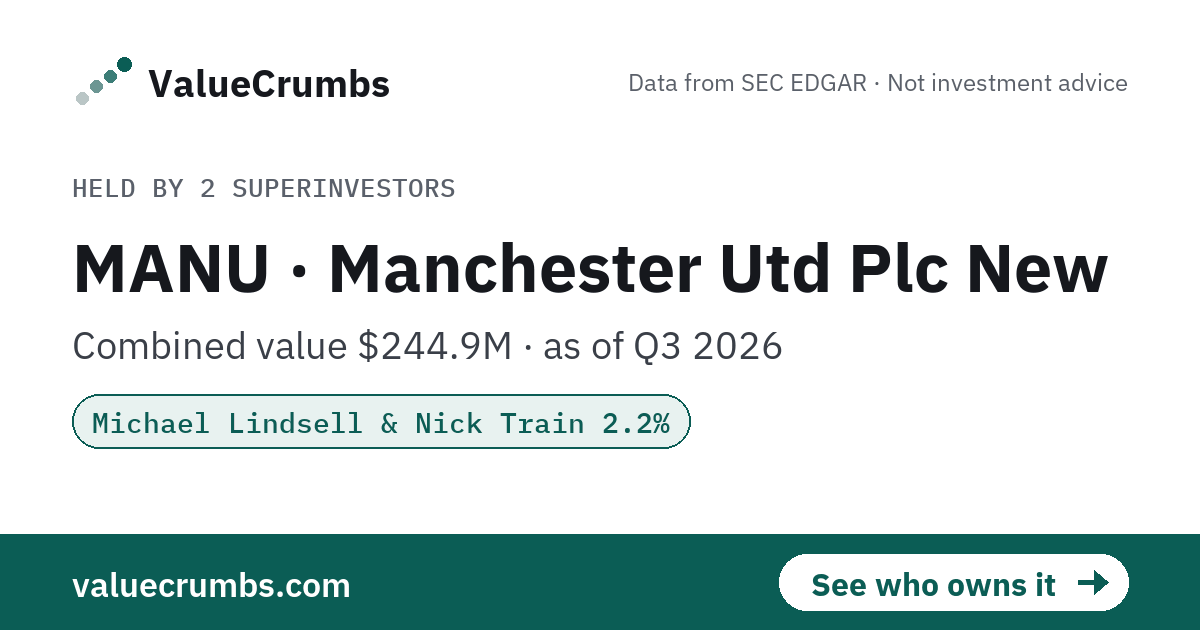 ValueCrumbs
Data from SEC EDGAR · Not investment advice
HELD BY 2 SUPERINVESTORS
MANU · Manchester Utd Plc New
Combined value $244.9M · as of Q3 2026
Michael Lindsell & Nick Train 2.2%
valuecrumbs.com
See who owns it →